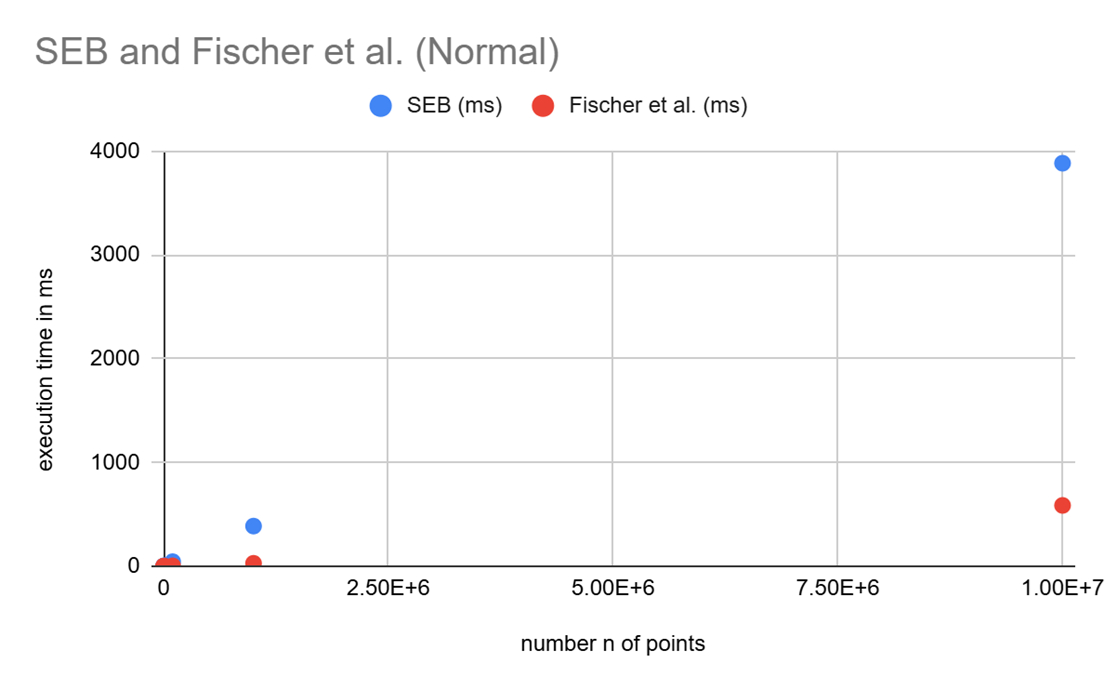 SEB and Fischer et al. (Normal)
SEB (ms) Fischer et al. (ms)
4000
3000
2000
1000
0
execution time in ms
0 2.50E+6 5.00E+6 7.50E+6 1.00E+7
number n of points